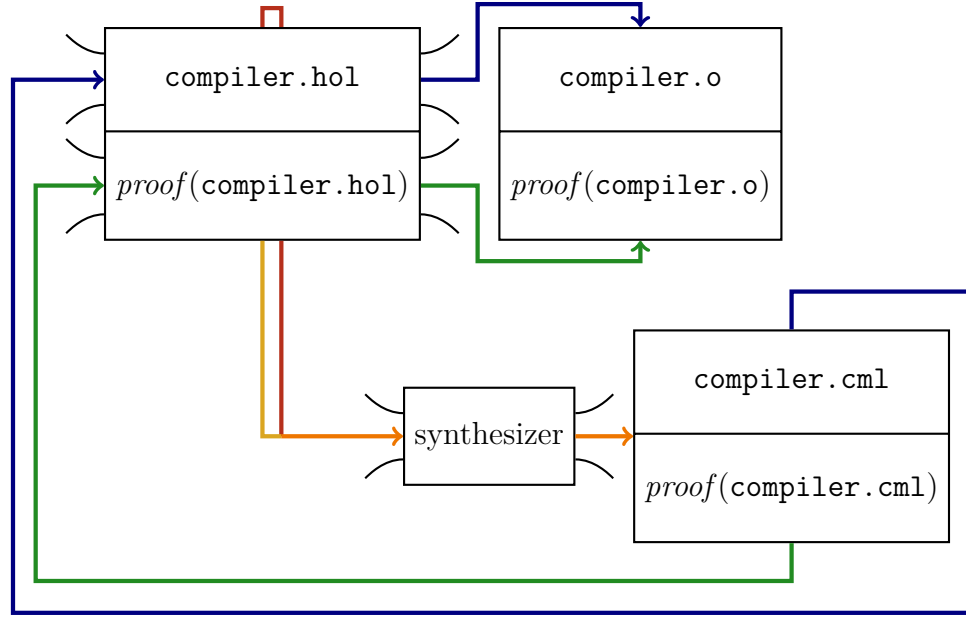 compiler.hol
proof(compiler.hol)
compiler.o
proof(compiler.o)
synthesizer
compiler.cml
proof(compiler.cml)